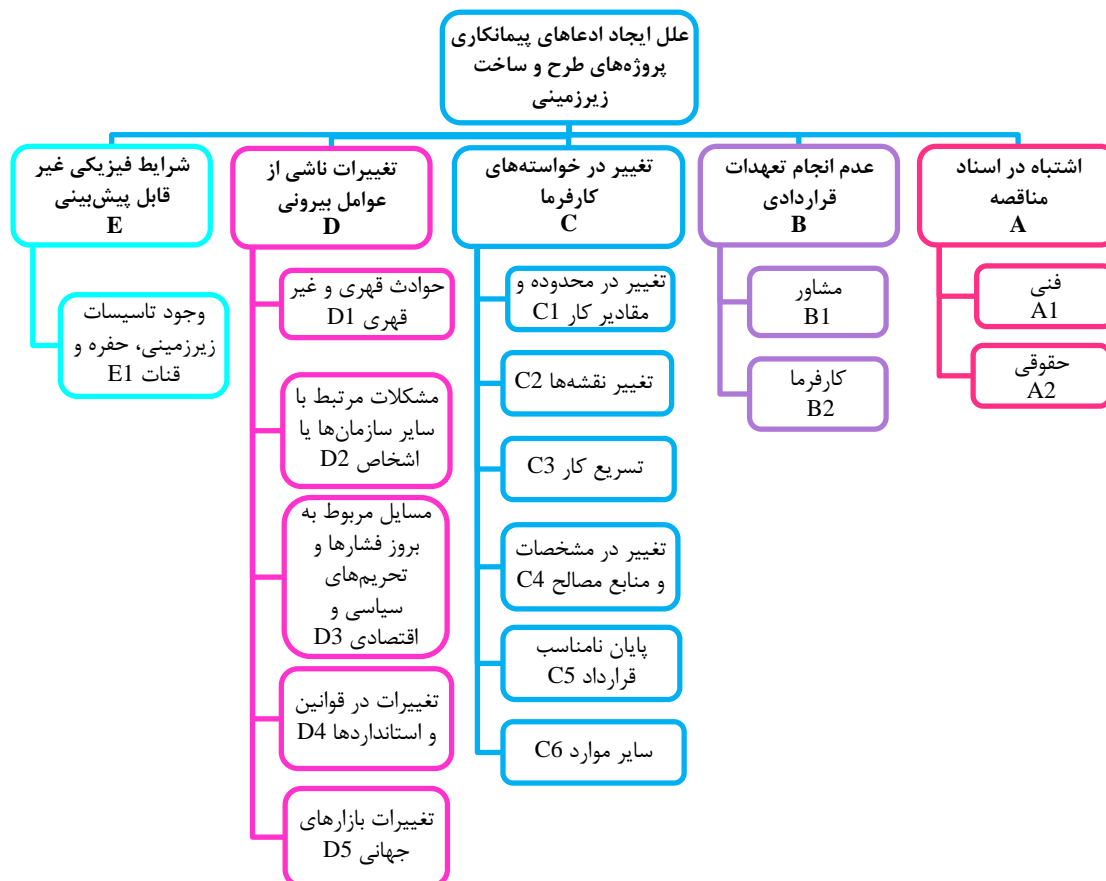 علل ایجاد ادعاهای پیمانکاری
پروژه‌های طرح و ساخت
زیرزمینی
اشتباه در اسناد
مناقصه
A
فنی
A1
حقوقی
A2
عدم انجام تعهدات
قراردادی
B
مشاور
B1
کارفرما
B2
تغییر در خواسته‌های
کارفرما
C
تغییر در محدوده و
مقادیر کار C1
تغییر نقشه‌ها C2
تسریع کار C3
تغییر در مشخصات
و منابع مصالح C4
پایان نامناسب
قرارداد C5
سایر موارد C6
تغییرات ناشی از
عوامل بیرونی
D
حوادث قهری و غیر
قهری D1
مشکلات مرتبط با
سایر سازمان‌ها یا
اشخاص D2
مسایل مربوط به
بروز فشارها و
تحریم‌های
سیاسی و
اقتصادی D3
تغییرات در قوانین
و استانداردها D4
تغییرات بازارهای
جهانی D5
شرایط فیزیکی غیر
قابل پیش‌بینی
E
وجود تاسیسات
زیرزمینی، حفره و
قنات E1